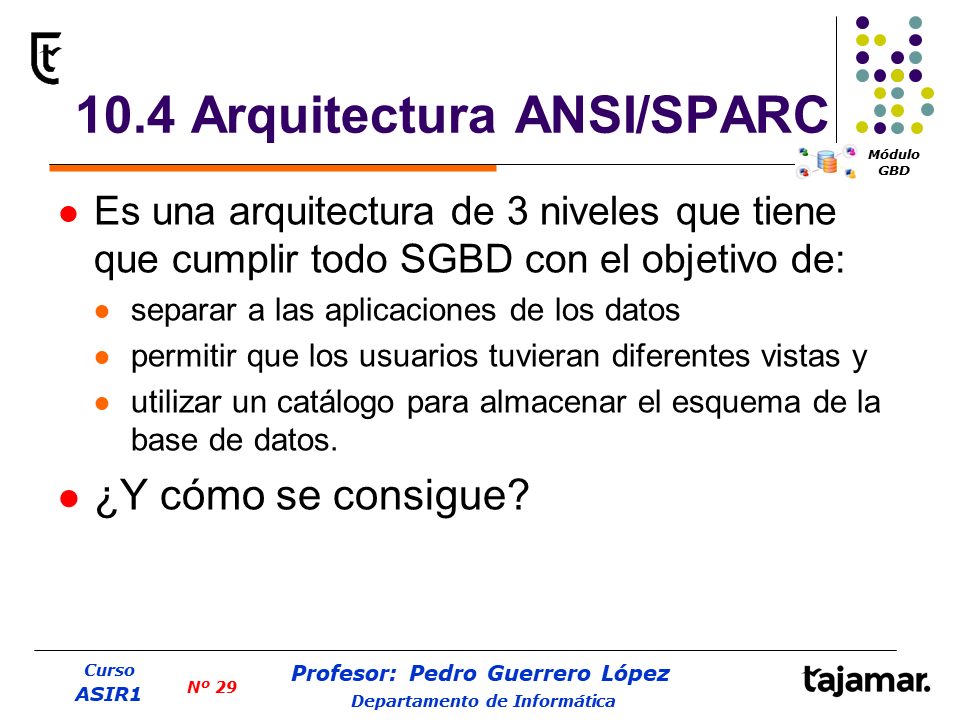 10.4 Arquitectura ANSI/SPARC
Módulo
GBD
Es una arquitectura de 3 niveles que tiene
que cumplir todo SGBD con el objetivo de:
separar a las aplicaciones de los datos
permitir que los usuarios tuvieran diferentes vistas y
utilizar un catálogo para almacenar el esquema de la
base de datos.
¿Y cómo se consigue?
Curso
ASIR1
Nº 29
Profesor: Pedro Guerrero López
Departamento de Informática
tajamar.